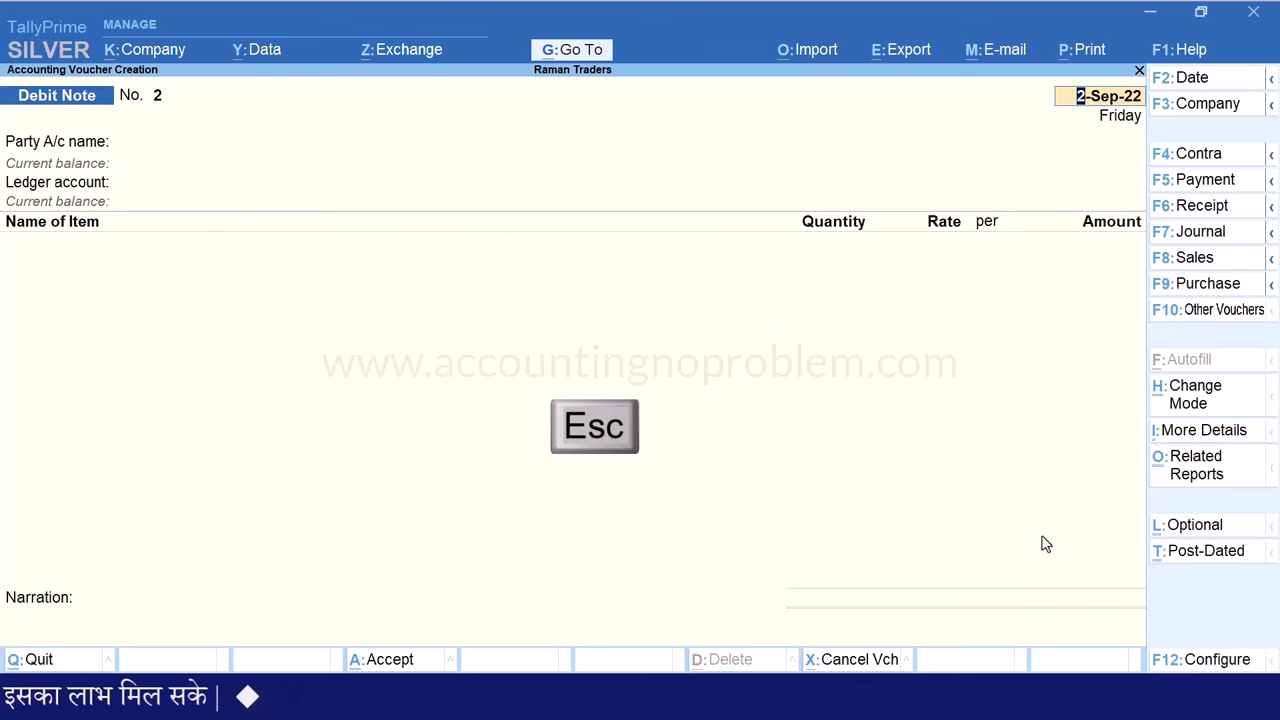 TallyPrime MANAGE
SILVER K:Company Y:Data Z:Exchange G:Go To O:Import E:Export M:E-mail P:Print F1:Help
Accounting Voucher Creation Raman Traders
Debit Note No. 2 2-Sep-22
Friday
Party A/c name:
Current balance:
Ledger account:
Current balance:
Name of Item Quantity Rate per Amount
www.accountingnoproblem.com
Esc
Narration:
F2:Date
F3:Company
F4:Contra
F5:Payment
F6:Receipt
F7:Journal
F8:Sales
F9:Purchase
F10:Other Vouchers
F:Autofill
H:Change
Mode
I:More Details
O:Related
Reports
L:Optional
T:Post-Dated
Q:Quit A:Accept D:Delete X:Cancel Vch F12:Configure
इसका लाभ मिल सके |